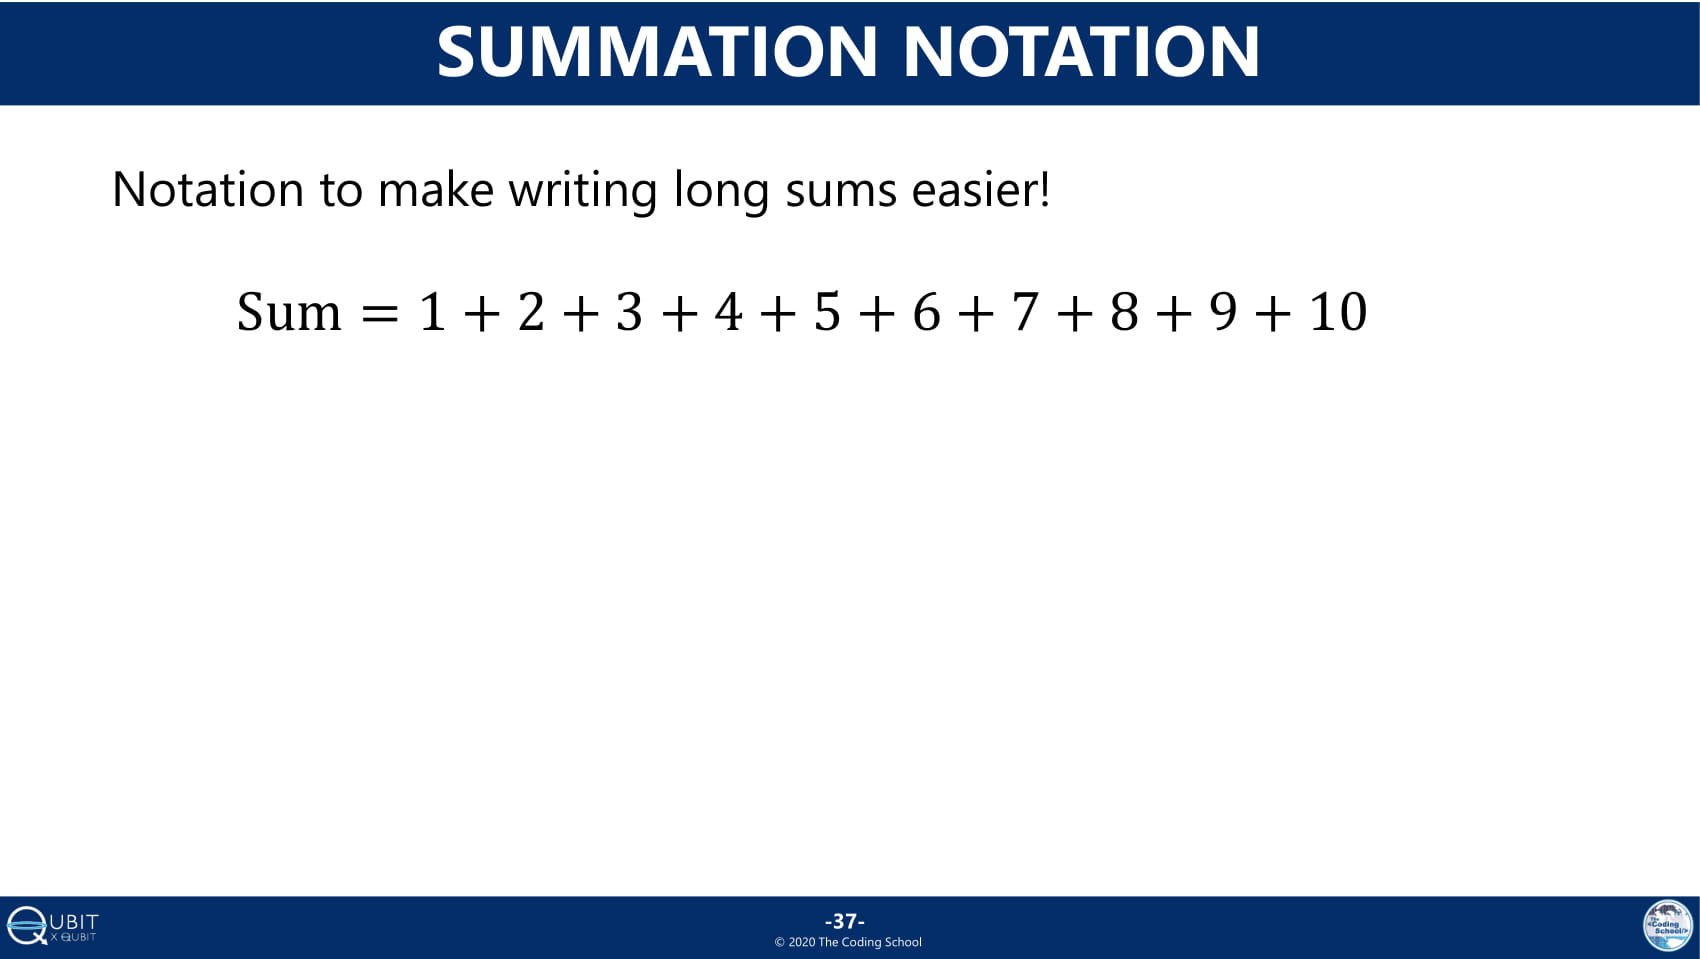 SUMMATION NOTATION
Notation to make writing long sums easier!
Sum = 1 + 2 + 3 + 4 + 5 + 6 + 7 + 8 + 9 + 10
QUBIT
X QUBIT
-37-
© 2020 The Coding School
The
<Coding
School/>